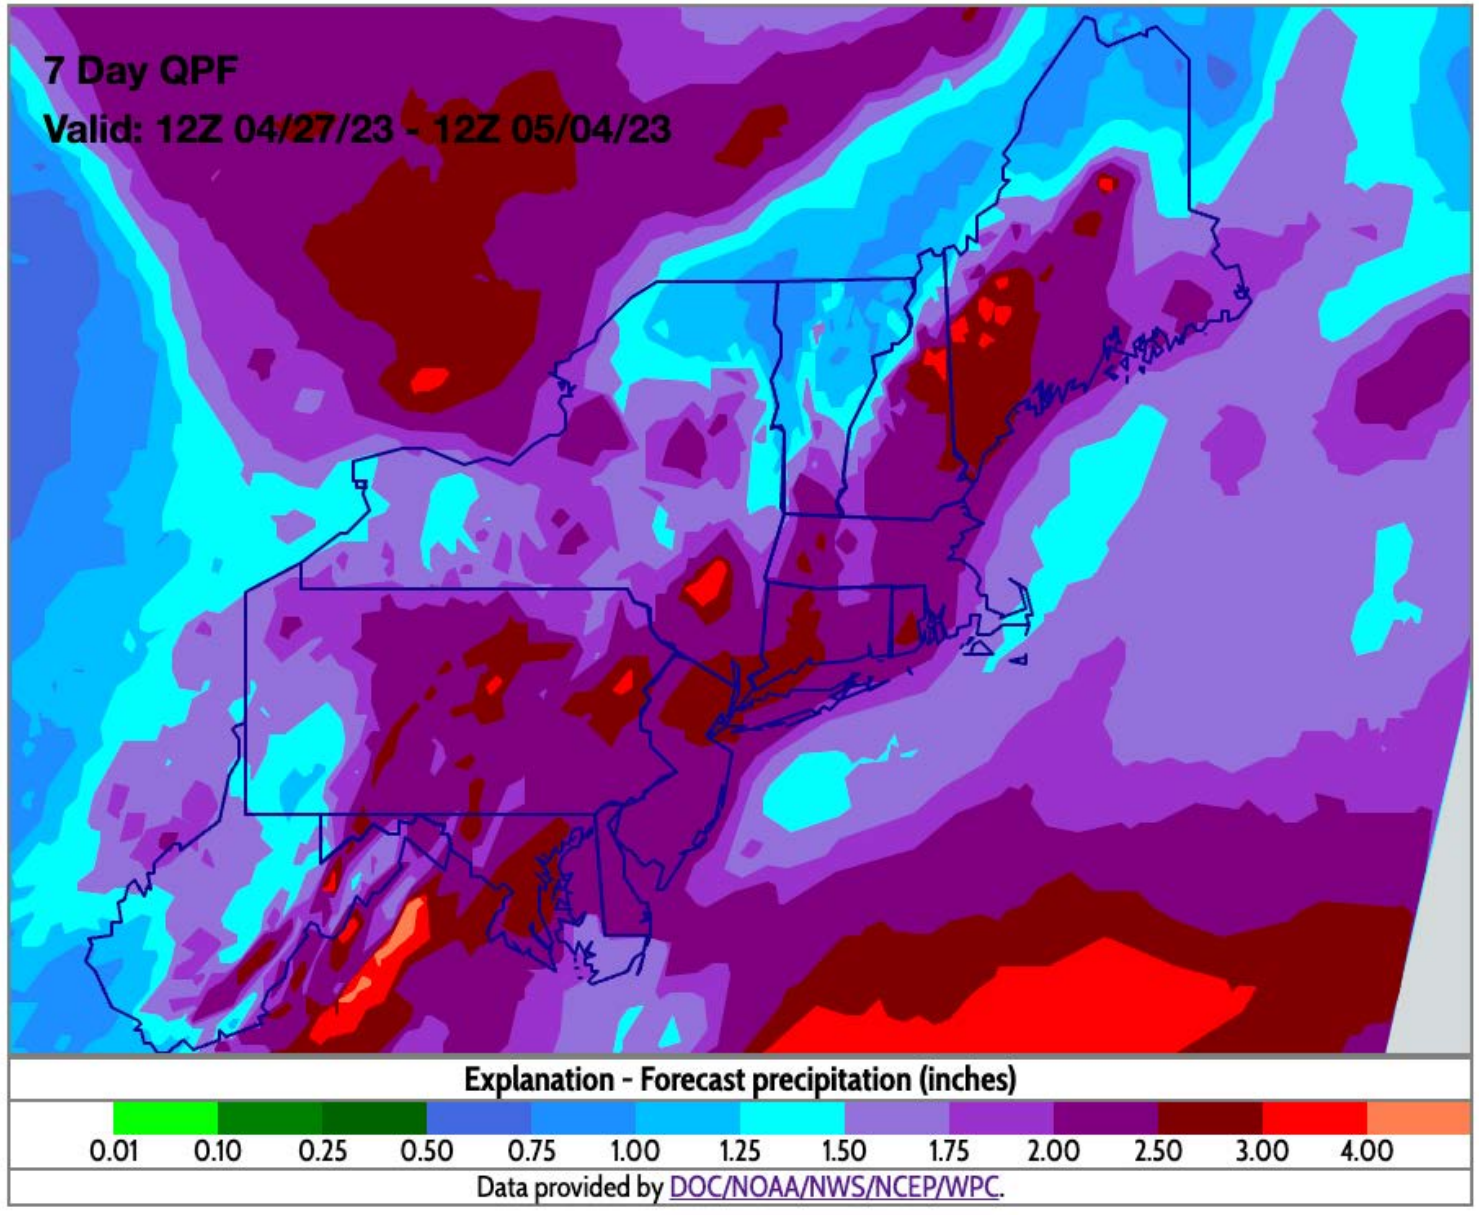 7 Day QPF
Valid: 12Z 04/27/23 - 12Z 05/04/23
Explanation - Forecast precipitation (inches)
0.01 0.10 0.25 0.50 0.75 1.00 1.25 1.50 1.75 2.00 2.50 3.00 4.00
Data provided by DOC/NOAA/NWS/NCEP/WPC.